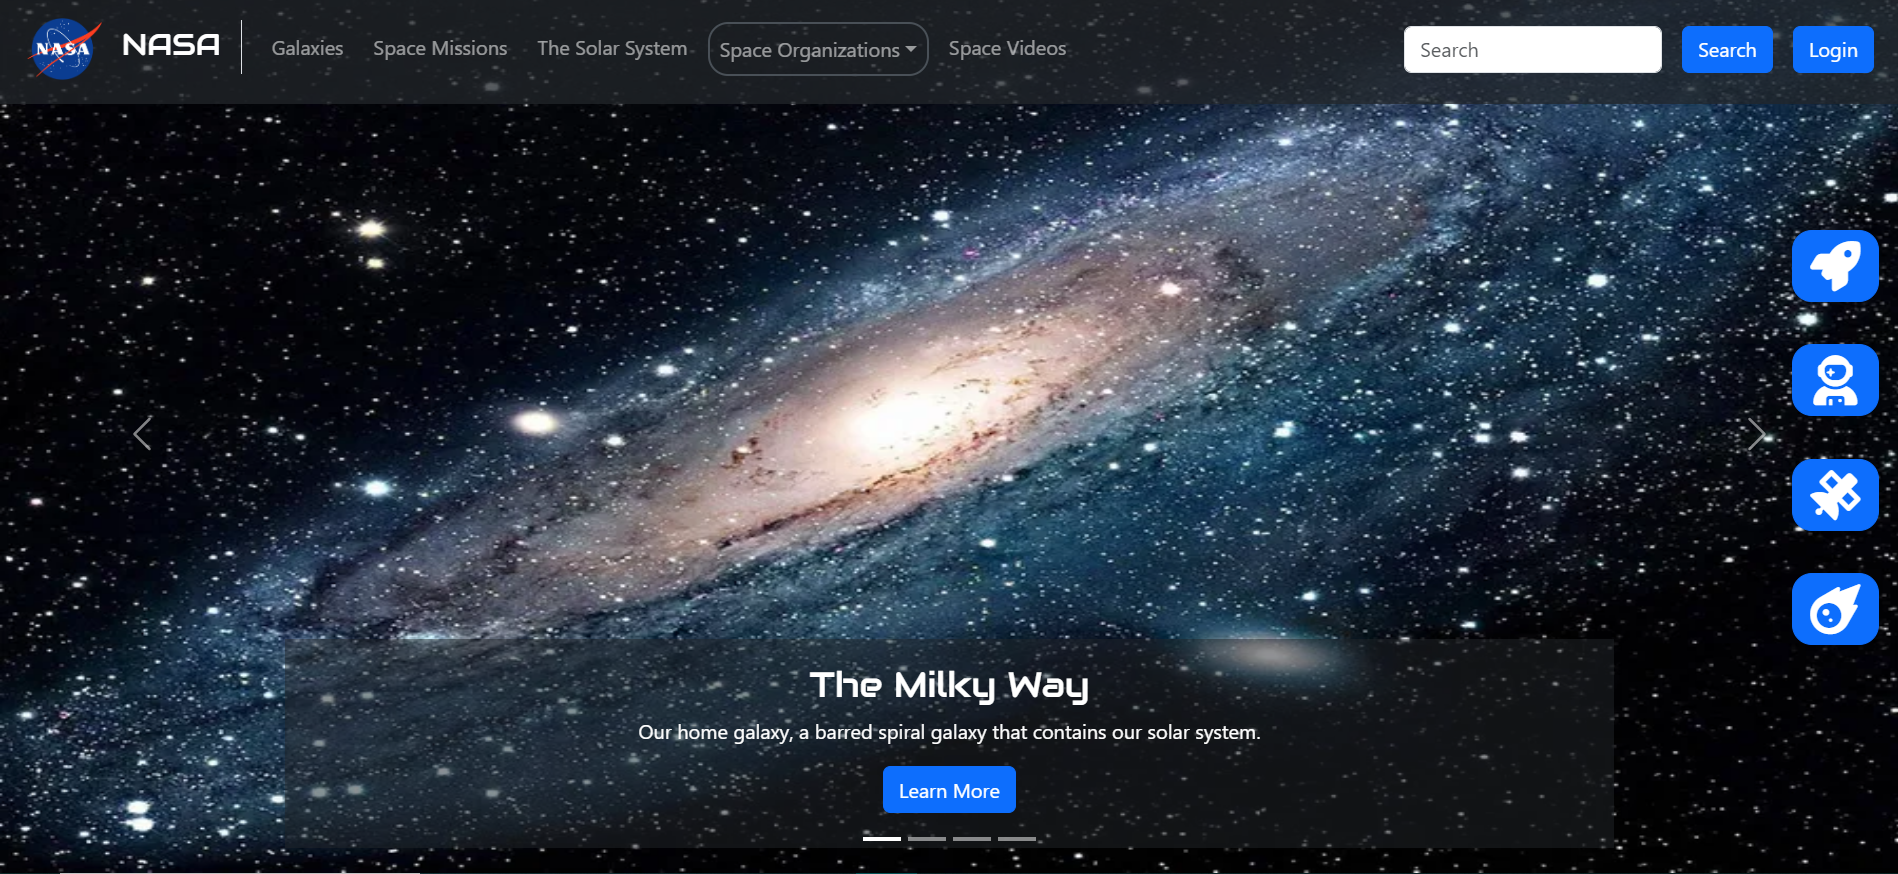 NASA
NASA
Galaxies
Space Missions
The Solar System
Space Organizations
Space Videos
Search
Search
Login
The Milky Way
Our home galaxy, a barred spiral galaxy that contains our solar system.
Learn More